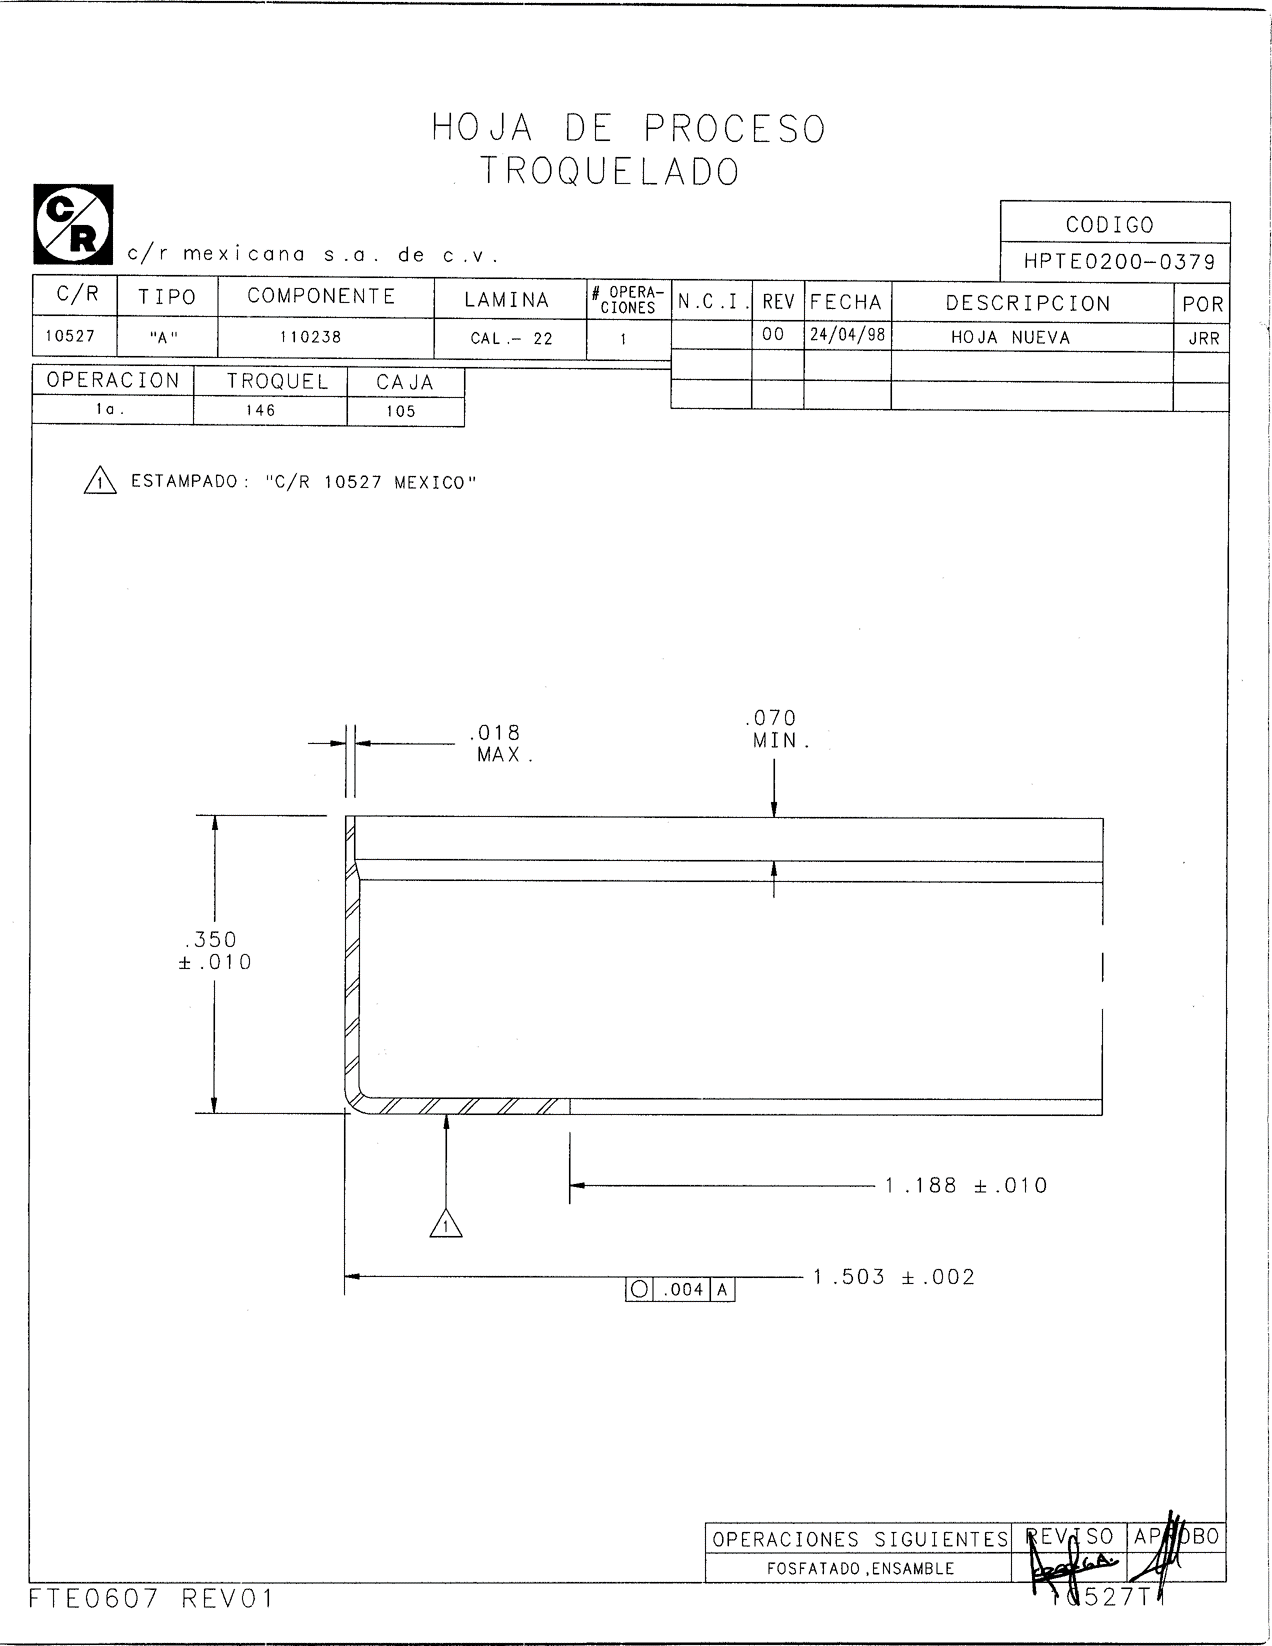 HOJA DE PROCESO
TROQUELADO
C/R
c/r mexicana s.a. de c.v.
CODIGO
HPTE0200-0379
C/R TIPO COMPONENTE LAMINA # OPERA-CIONES N.C.I. REV FECHA DESCRIPCION POR
10527 "A" 110238 CAL.- 22 1 00 24/04/98 HOJA NUEVA JRR
OPERACION TROQUEL CAJA
1a. 146 105
1 ESTAMPADO: "C/R 10527 MEXICO"
.018
MAX.
.070
MIN.
.350
±.010
1.188 ±.010
1
1.503 ±.002
.004 A
OPERACIONES SIGUIENTES REVISO APROBO
FOSFATADO,ENSAMBLE
FTE0607 REV01
10527T1